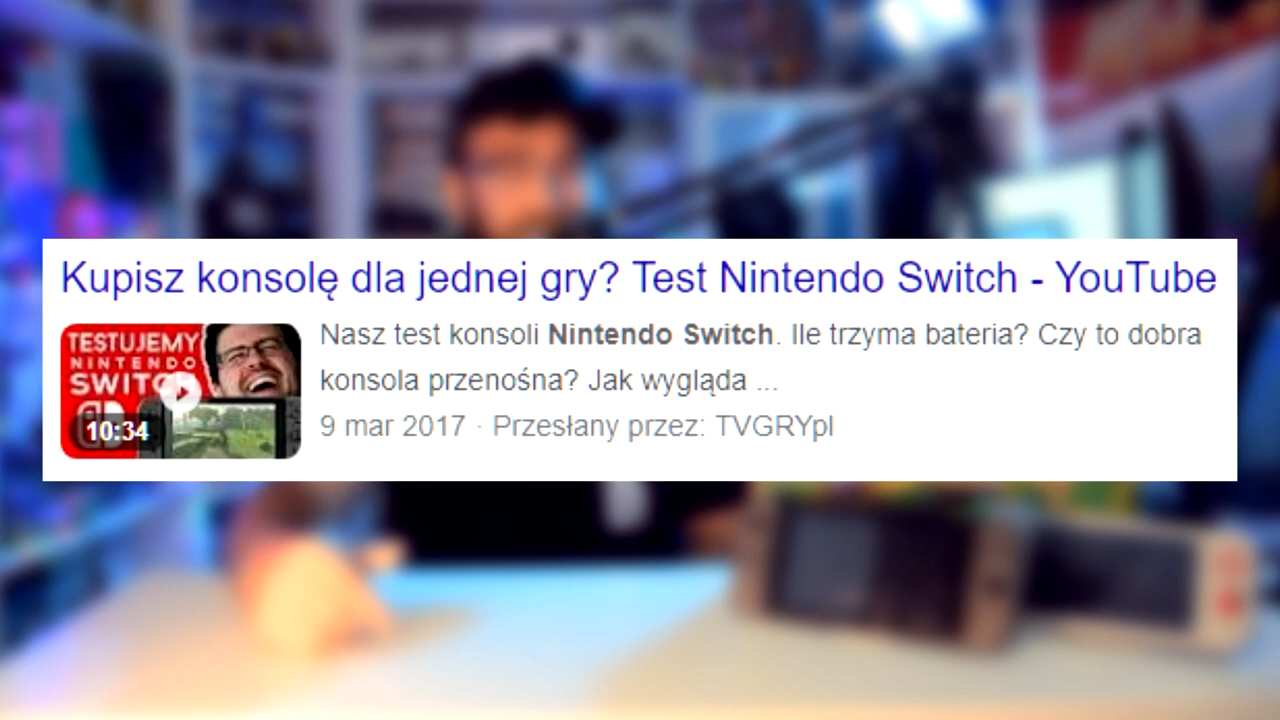 Kupisz konsolę dla jednej gry? Test Nintendo Switch - YouTube
Nasz test konsoli Nintendo Switch. Ile trzyma bateria? Czy to dobra
konsola przenośna? Jak wygląda ...
9 mar 2017 · Przesłany przez: TVGRYpl
TESTUJEMY
NINTENDO
SWITCH
10:34